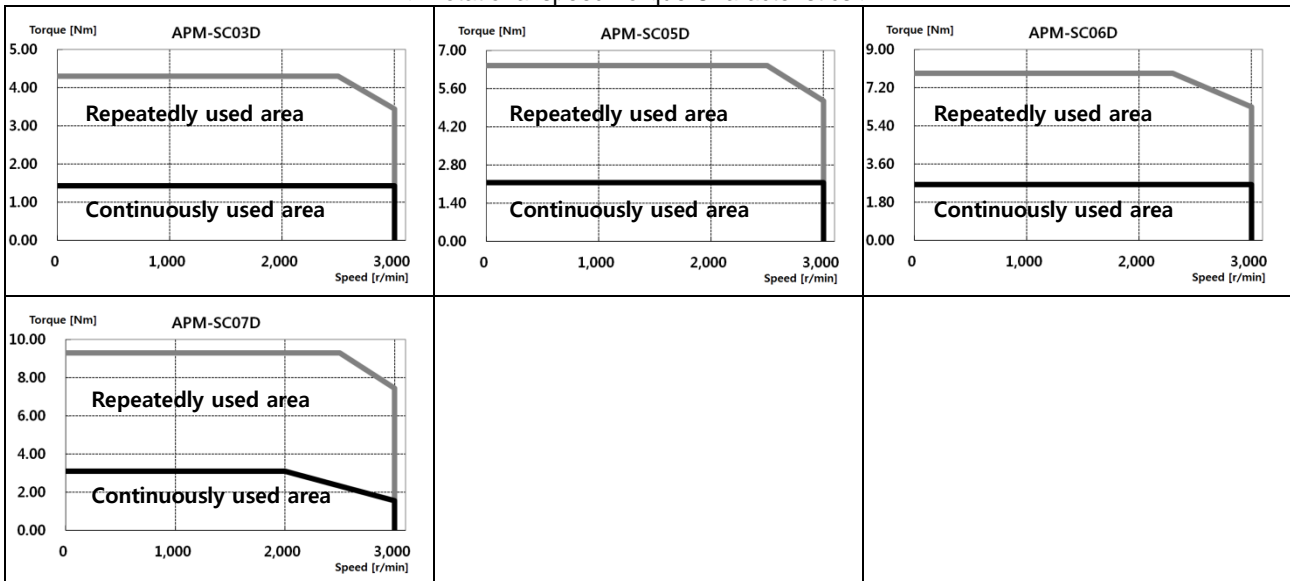 Torque [Nm] APM-SC03D
5.00
4.00
Repeatedly used area
3.00
2.00
1.00
Continuously used area
0.00
0 1,000 2,000 3,000
Speed [r/min]
Torque [Nm] APM-SC05D
7.00
5.60
Repeatedly used area
4.20
2.80
1.40
Continuously used area
0.00
0 1,000 2,000 3,000
Speed [r/min]
Torque [Nm] APM-SC06D
9.00
7.20
Repeatedly used area
5.40
3.60
1.80
Continuously used area
0.00
0 1,000 2,000 3,000
Speed [r/min]
Torque [Nm] APM-SC07D
10.00
8.00
Repeatedly used area
6.00
4.00
2.00
Continuously used area
0.00
0 1,000 2,000 3,000
Speed [r/min]